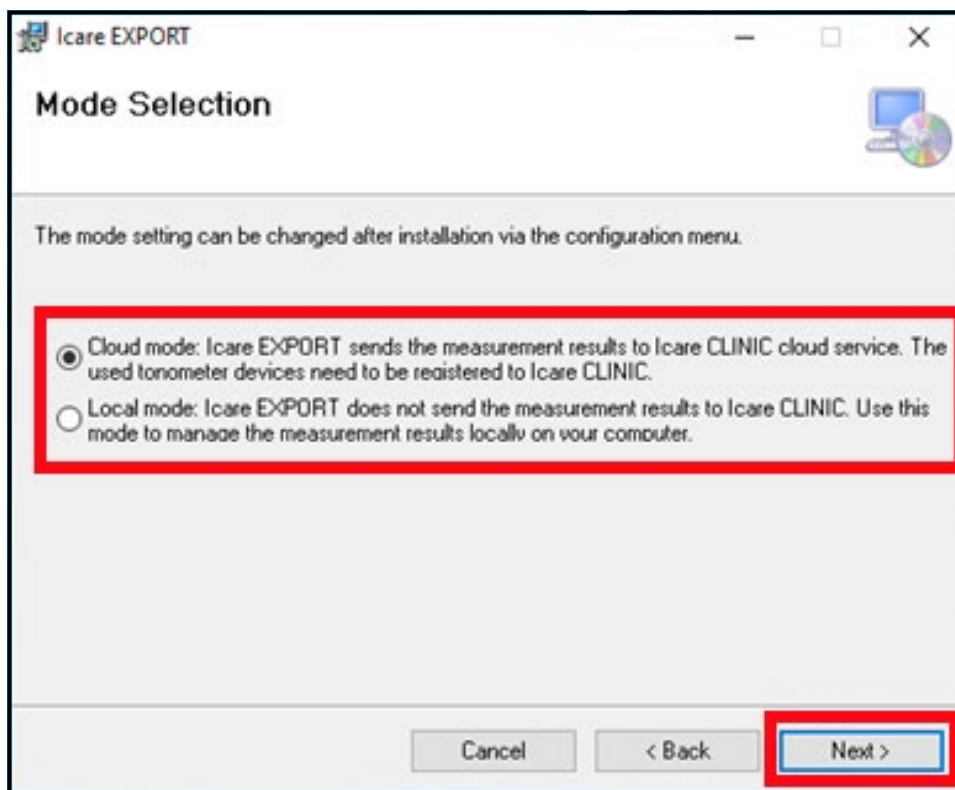 Icare EXPORT
Mode Selection
The mode setting can be changed after installation via the configuration menu.
Cloud mode: Icare EXPORT sends the measurement results to Icare CLINIC cloud service. The
used tonometer devices need to be registered to Icare CLINIC.
Local mode: Icare EXPORT does not send the measurement results to Icare CLINIC. Use this
mode to manage the measurement results locally on your computer.
Cancel
< Back
Next >